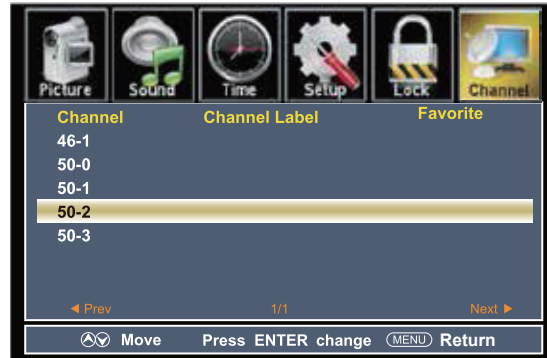 Picture Sound Time Setup Lock Channel
Channel Channel Label Favorite
46-1
50-0
50-1
50-2
50-3
◀ Prev 1/1 Next ▶
Move Press ENTER change MENU Return